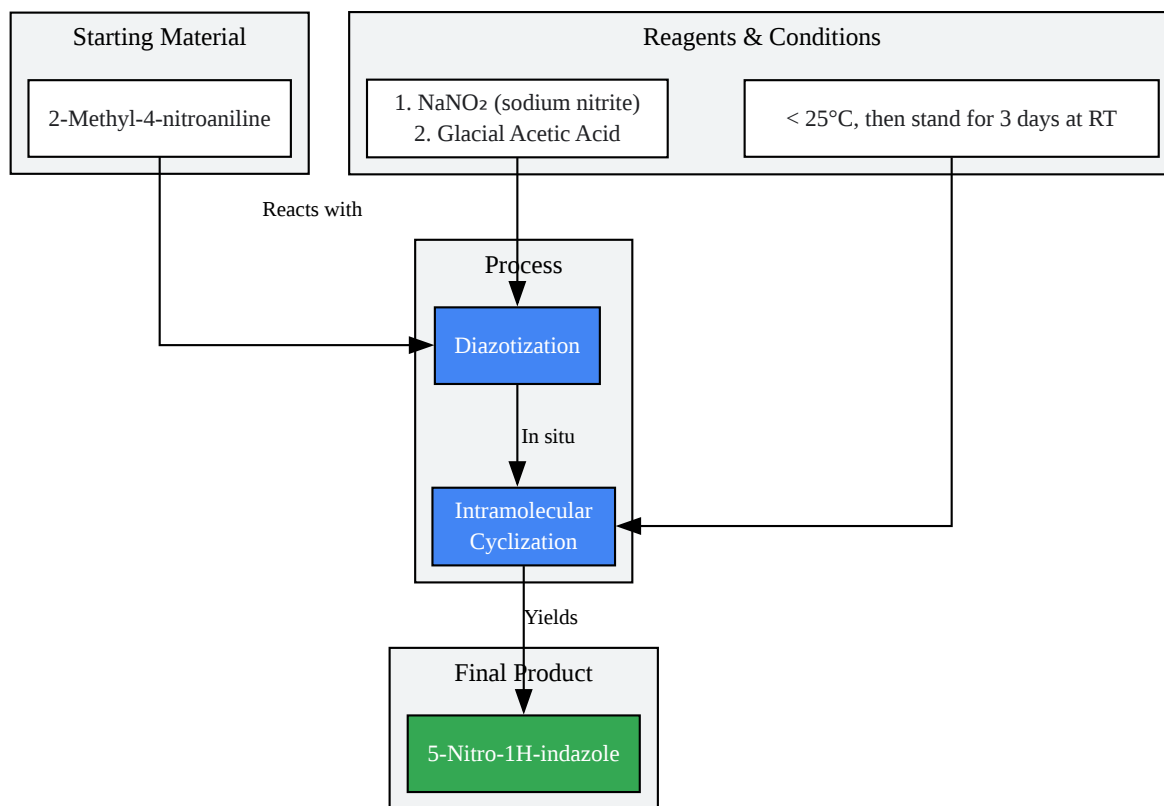 Starting Material
2-Methyl-4-nitroaniline
Reagents & Conditions
1. NaNO₂ (sodium nitrite)
2. Glacial Acetic Acid
< 25°C, then stand for 3 days at RT
Reacts with
Process
Diazotization
In situ
Intramolecular
Cyclization
Yields
Final Product
5-Nitro-1H-indazole